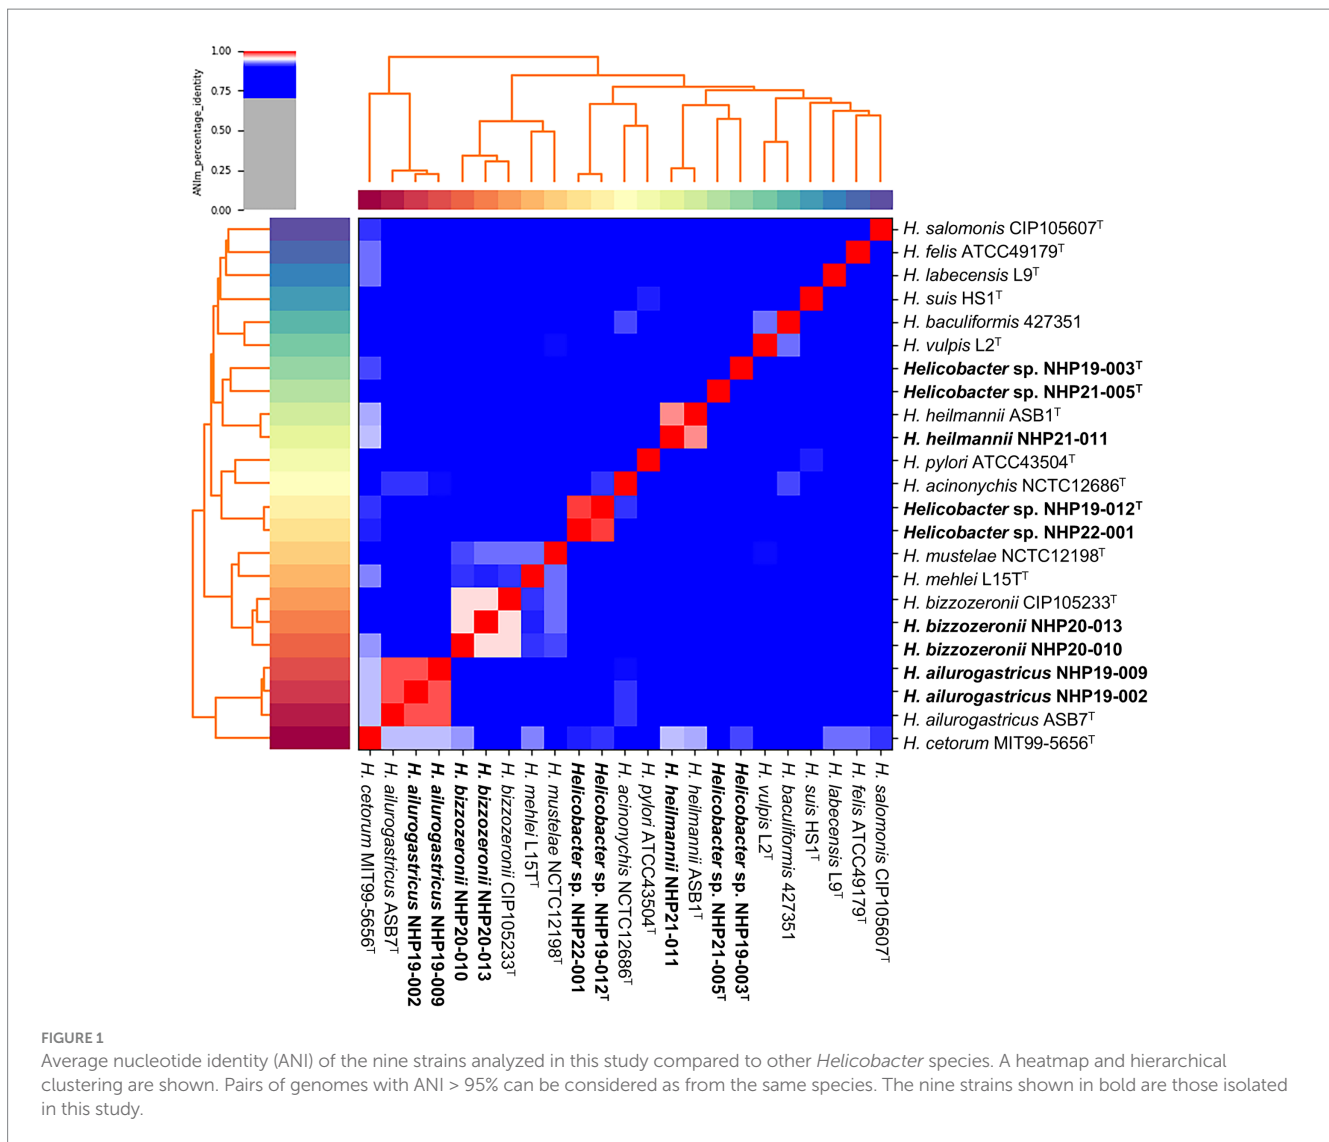 1.00
0.75
0.50
0.25
0.00
ANIm_percentage_identity
H. salomonis CIP105607ᵀ
H. felis ATCC49179ᵀ
H. labecensis L9ᵀ
H. suis HS1ᵀ
H. baculiformis 427351
H. vulpis L2ᵀ
Helicobacter sp. NHP19-003ᵀ
Helicobacter sp. NHP21-005ᵀ
H. heilmannii ASB1ᵀ
H. heilmannii NHP21-011
H. pylori ATCC43504ᵀ
H. acinonychis NCTC12686ᵀ
Helicobacter sp. NHP19-012ᵀ
Helicobacter sp. NHP22-001
H. mustelae NCTC12198ᵀ
H. mehlei L15Tᵀ
H. bizzozeronii CIP105233ᵀ
H. bizzozeronii NHP20-013
H. bizzozeronii NHP20-010
H. ailurogastricus NHP19-009
H. ailurogastricus NHP19-002
H. ailurogastricus ASB7ᵀ
H. cetorum MIT99-5656ᵀ
H. cetorum MIT99-5656ᵀ
H. ailurogastricus ASB7ᵀ
H. ailurogastricus NHP19-002
H. ailurogastricus NHP19-009
H. bizzozeronii NHP20-010
H. bizzozeronii NHP20-013
H. bizzozeronii CIP105233ᵀ
H. mehlei L15Tᵀ
H. mustelae NCTC12198ᵀ
Helicobacter sp. NHP22-001
Helicobacter sp. NHP19-012ᵀ
H. acinonychis NCTC12686ᵀ
H. pylori ATCC43504ᵀ
H. heilmannii NHP21-011
H. heilmannii ASB1ᵀ
Helicobacter sp. NHP21-005ᵀ
Helicobacter sp. NHP19-003ᵀ
H. vulpis L2ᵀ
H. baculiformis 427351
H. suis HS1ᵀ
H. labecensis L9ᵀ
H. felis ATCC49179ᵀ
H. salomonis CIP105607ᵀ
FIGURE 1
Average nucleotide identity (ANI) of the nine strains analyzed in this study compared to other Helicobacter species. A heatmap and hierarchical
clustering are shown. Pairs of genomes with ANI > 95% can be considered as from the same species. The nine strains shown in bold are those isolated
in this study.